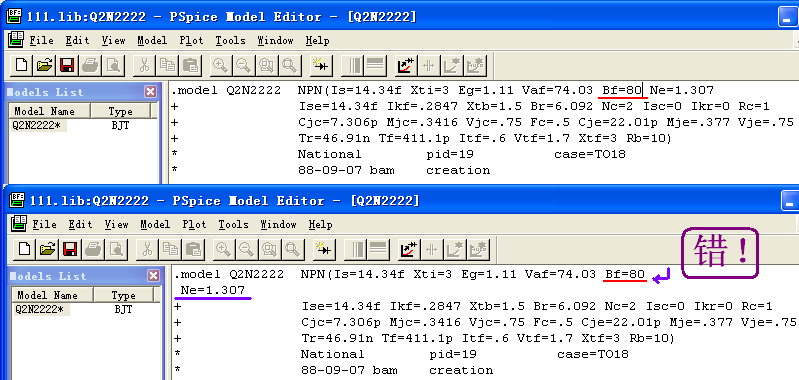 111.lib:Q2N2222 - PSpice Model Editor - [Q2N2222]
File Edit View Model Plot Tools Window Help
Models List
Model Name Type
Q2N2222* BJT
.model Q2N2222 NPN(Is=14.34f Xti=3 Eg=1.11 Vaf=74.03 Bf=80 Ne=1.307
+ Ise=14.34f Ikf=.2847 Xtb=1.5 Br=6.092 Nc=2 Isc=0 Ikr=0 Rc=1
+ Cjc=7.306p Mjc=.3416 Vjc=.75 Fc=.5 Cje=22.01p Mje=.377 Vje=.75
+ Tr=46.91n Tf=411.1p Itf=.6 Vtf=1.7 Xtf=3 Rb=10)
* National pid=19 case=TO18
* 88-09-07 bam creation
111.lib:Q2N2222 - PSpice Model Editor - [Q2N2222]
File Edit View Model Plot Tools Window Help
错！
Models List
Model Name Type
Q2N2222* BJT
.model Q2N2222 NPN(Is=14.34f Xti=3 Eg=1.11 Vaf=74.03 Bf=80
Ne=1.307
+ Ise=14.34f Ikf=.2847 Xtb=1.5 Br=6.092 Nc=2 Isc=0 Ikr=0 Rc=1
+ Cjc=7.306p Mjc=.3416 Vjc=.75 Fc=.5 Cje=22.01p Mje=.377 Vje=.75
+ Tr=46.91n Tf=411.1p Itf=.6 Vtf=1.7 Xtf=3 Rb=10)
* National pid=19 case=TO18
* 88-09-07 bam creation